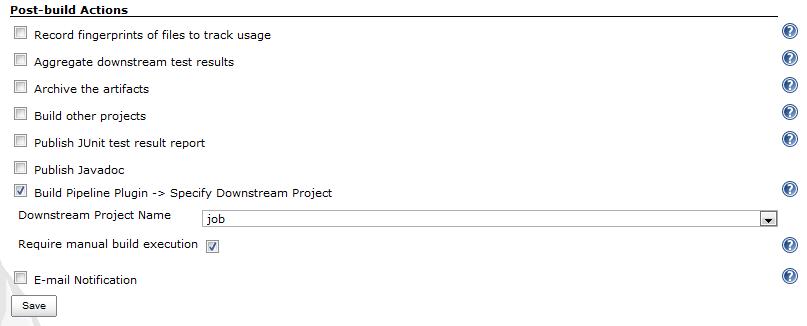 Post-build Actions
Record fingerprints of files to track usage
Aggregate downstream test results
Archive the artifacts
Build other projects
Publish JUnit test result report
Publish Javadoc
Build Pipeline Plugin -> Specify Downstream Project
Downstream Project Name job
Require manual build execution
E-mail Notification
Save